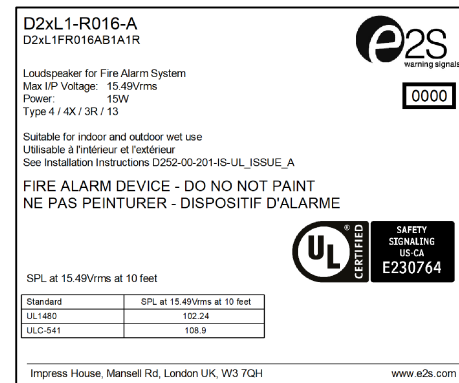 D2xL1-R016-A
D2xL1FR016AB1A1R
e2S
warning signals
Loudspeaker for Fire Alarm System
Max I/P Voltage: 15.49Vrms
Power: 15W
Type 4 / 4X / 3R / 13
0000
Suitable for indoor and outdoor wet use
Utilisable à l'intérieur et l'extérieur
See Installation Instructions D252-00-201-IS-UL_ISSUE_A
FIRE ALARM DEVICE - DO NO NOT PAINT
NE PAS PEINTURER - DISPOSITIF D'ALARME
UL
®
CERTIFIED
SAFETY
SIGNALING
US-CA
E230764
SPL at 15.49Vrms at 10 feet
Standard SPL at 15.49Vrms at 10 feet
UL1480 102.24
ULC-541 108.9
Impress House, Mansell Rd, London UK, W3 7QH www.e2s.com